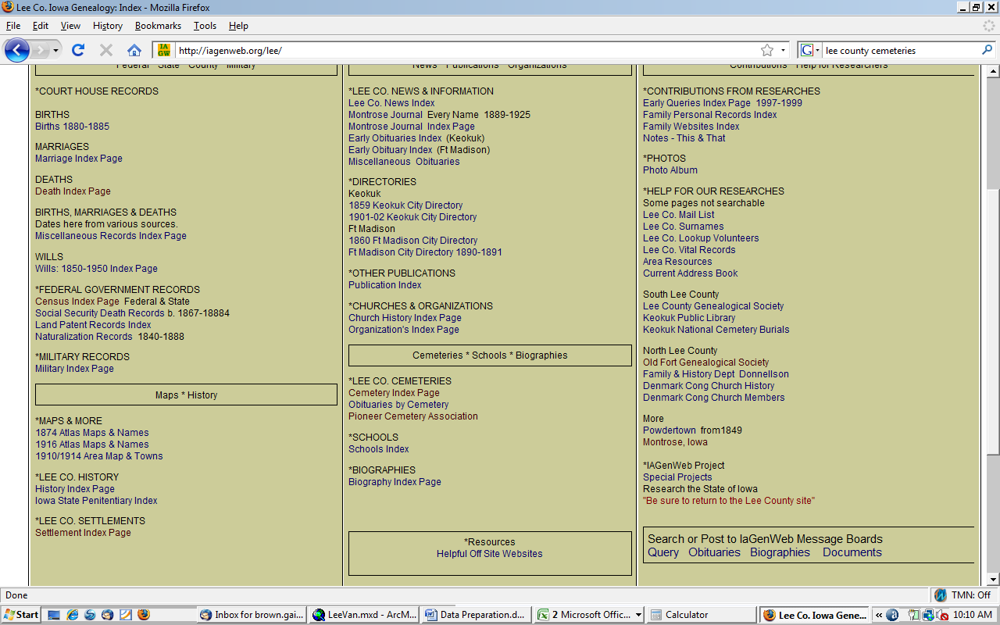 Lee Co. Iowa Genealogy: Index - Mozilla Firefox
File Edit View History Bookmarks Tools Help
IA GW http://iagenweb.org/lee/ G lee county cemeteries
Federal State County Military
*COURT HOUSE RECORDS
BIRTHS
Births 1880-1885
MARRIAGES
Marriage Index Page
DEATHS
Death Index Page
BIRTHS, MARRIAGES & DEATHS
Dates here from various sources.
Miscellaneous Records Index Page
WILLS
Wills: 1850-1950 Index Page
*FEDERAL GOVERNMENT RECORDS
Census Index Page Federal & State
Social Security Death Records b. 1867-18884
Land Patent Records Index
Naturalization Records 1840-1888
*MILITARY RECORDS
Military Index Page
Maps * History
*MAPS & MORE
1874 Atlas Maps & Names
1916 Atlas Maps & Names
1910/1914 Area Map & Towns
*LEE CO. HISTORY
History Index Page
Iowa State Penitentiary Index
*LEE CO. SETTLEMENTS
Settlement Index Page
News Publications Organizations
*LEE CO. NEWS & INFORMATION
Lee Co. News Index
Montrose Journal Every Name 1889-1925
Montrose Journal Index Page
Early Obituaries Index (Keokuk)
Early Obituary Index (Ft Madison)
Miscellaneous Obituaries
*DIRECTORIES
Keokuk
1859 Keokuk City Directory
1901-02 Keokuk City Directory
Ft Madison
1860 Ft Madison City Directory
Ft Madison City Directory 1890-1891
*OTHER PUBLICATIONS
Publication Index
*CHURCHES & ORGANIZATIONS
Church History Index Page
Organization's Index Page
Cemeteries * Schools * Biographies
*LEE CO. CEMETERIES
Cemetery Index Page
Obituaries by Cemetery
Pioneer Cemetery Association
*SCHOOLS
Schools Index
*BIOGRAPHIES
Biography Index Page
*Resources
Helpful Off Site Websites
Contributions Help for Researchers
*CONTRIBUTIONS FROM RESEARCHES
Early Queries Index Page 1997-1999
Family Personal Records Index
Family Websites Index
Notes - This & That
*PHOTOS
Photo Album
*HELP FOR OUR RESEARCHES
Some pages not searchable
Lee Co. Mail List
Lee Co. Surnames
Lee Co. Lookup Volunteers
Lee Co. Vital Records
Area Resources
Current Address Book
South Lee County
Lee County Genealogical Society
Keokuk Public Library
Keokuk National Cemetery Burials
North Lee County
Old Fort Genealogical Society
Family & History Dept Donnellson
Denmark Cong Church History
Denmark Cong Church Members
More
Powdertown from1849
Montrose, Iowa
*IAGenWeb Project
Special Projects
Research the State of Iowa
"Be sure to return to the Lee County site"
Search or Post to IaGenWeb Message Boards
Query Obituaries Biographies Documents
Done TMN: Off
Start Inbox for brown.gai... LeeVan.mxd - ArcM... Data Preparation.d... 2 Microsoft Offic... Calculator Lee Co. Iowa Gene... « 10:10 AM